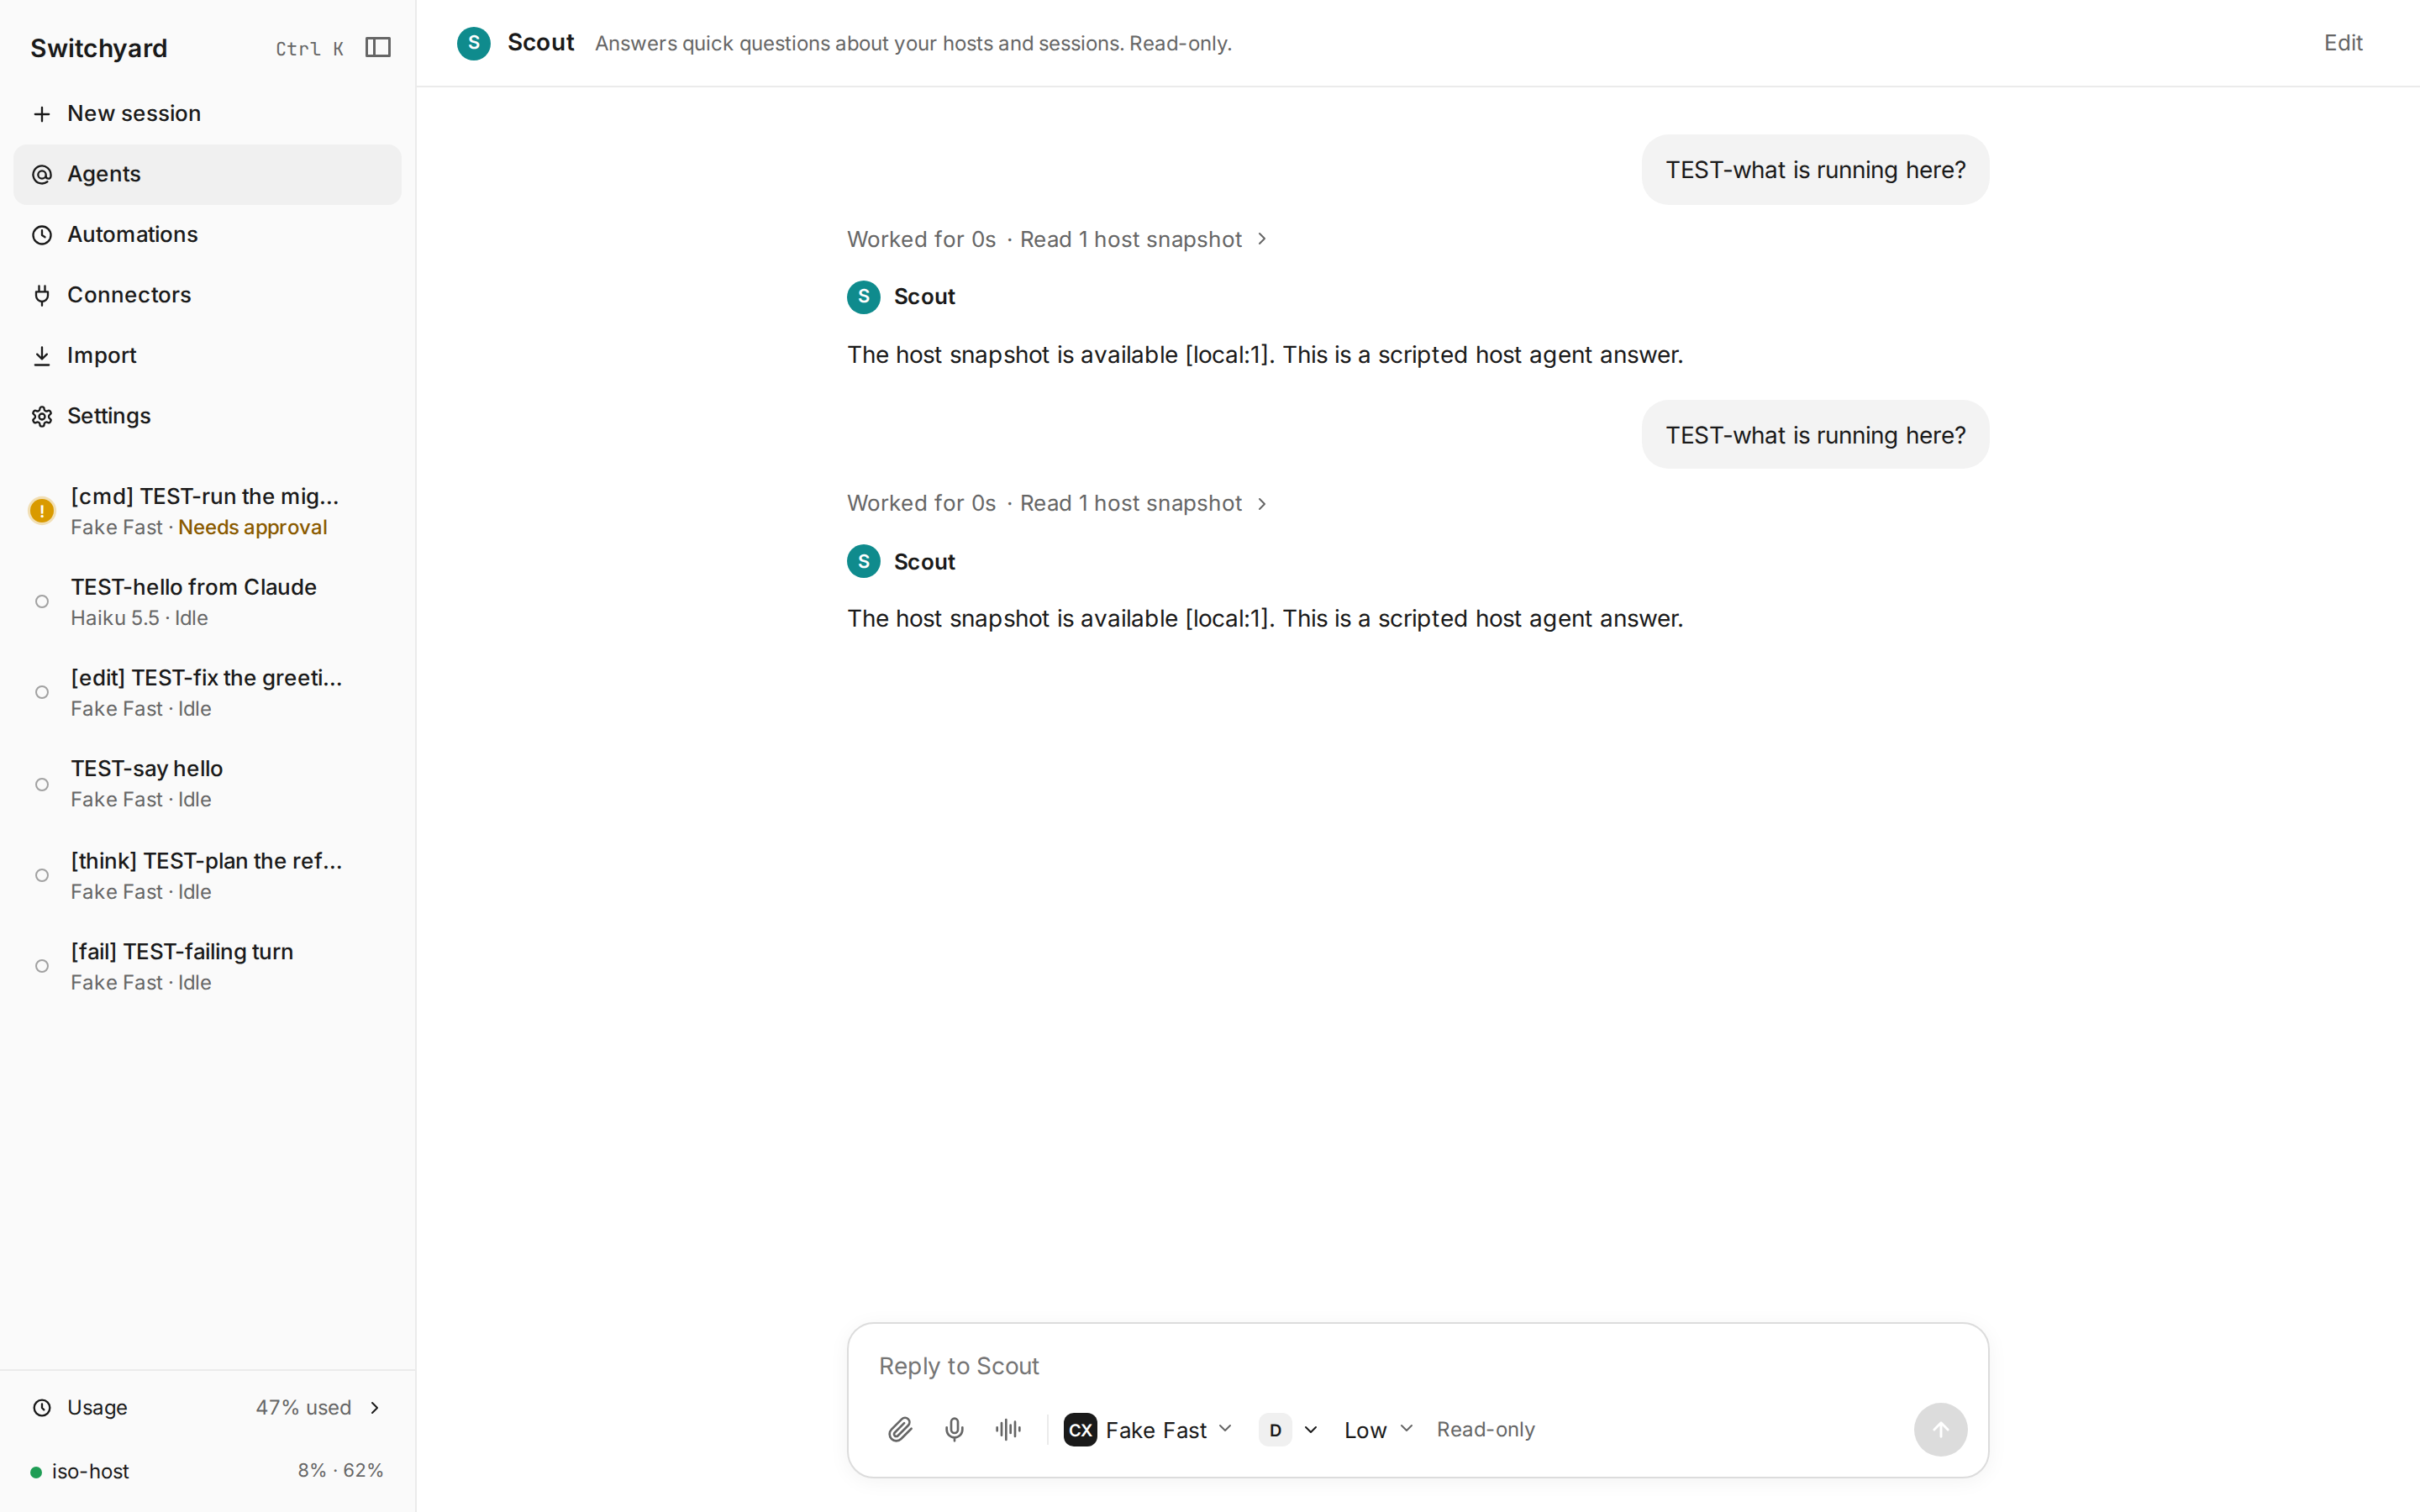 Switchyard
Ctrl K
New session
Agents
Automations
Connectors
Import
Settings
[cmd] TEST-run the mig...
Fake Fast · Needs approval
TEST-hello from Claude
Haiku 5.5 · Idle
[edit] TEST-fix the greeti...
Fake Fast · Idle
TEST-say hello
Fake Fast · Idle
[think] TEST-plan the ref...
Fake Fast · Idle
[fail] TEST-failing turn
Fake Fast · Idle
Usage 47% used
iso-host 8% · 62%
S Scout Answers quick questions about your hosts and sessions. Read-only. Edit
TEST-what is running here?
Worked for 0s · Read 1 host snapshot
S Scout
The host snapshot is available [local:1]. This is a scripted host agent answer.
TEST-what is running here?
Worked for 0s · Read 1 host snapshot
S Scout
The host snapshot is available [local:1]. This is a scripted host agent answer.
Reply to Scout
CX Fake Fast D Low Read-only